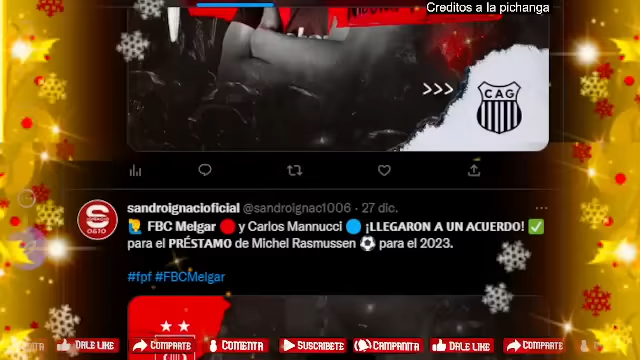 Creditos a la pichanga
>>> CAG
sandroignacioficial @sandroignac1006 · 27 dic.
FBC Melgar y Carlos Mannucci ¡LLEGARON A UN ACUERDO!
para el PRÉSTAMO de Michel Rasmussen para el 2023.
#fpf #FBCMelgar
DALE LIKE COMPARTE COMENTA SUSCRIBETE CAMPANITA DALE LIKE COMPARTE